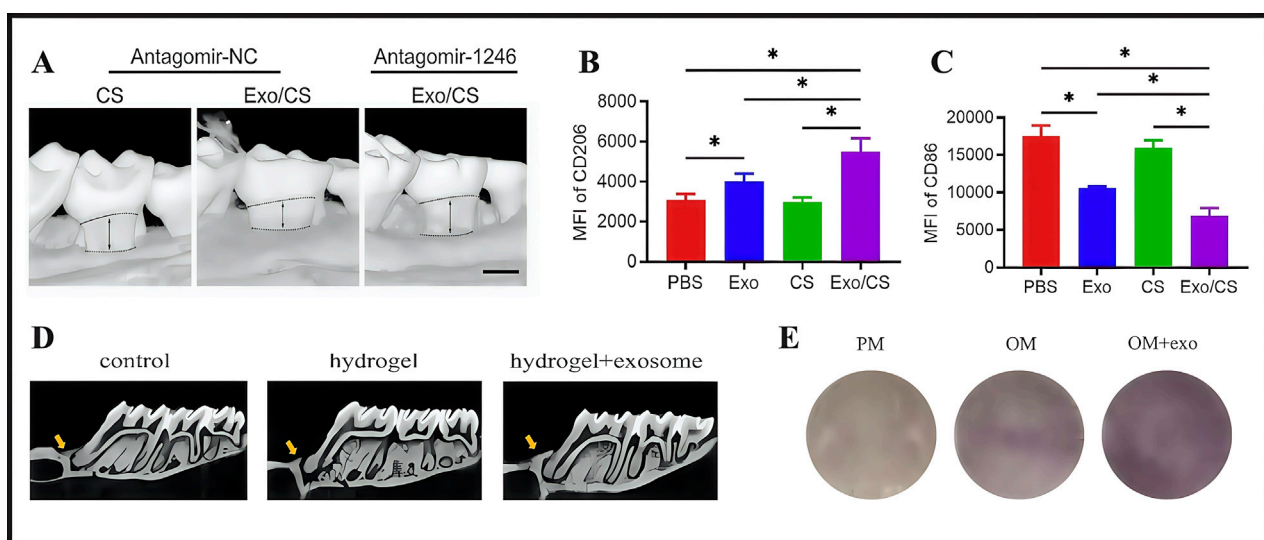 A
Antagomir-NC
Antagomir-1246
CS
Exo/CS
Exo/CS
B
*
*
*
*
MFI of CD206
8000
6000
4000
2000
0
PBS
Exo
CS
Exo/CS
C
*
*
*
*
MFI of CD86
20000
15000
10000
5000
0
PBS
Exo
CS
Exo/CS
D
control
hydrogel
hydrogel+exosome
E
PM
OM
OM+exo